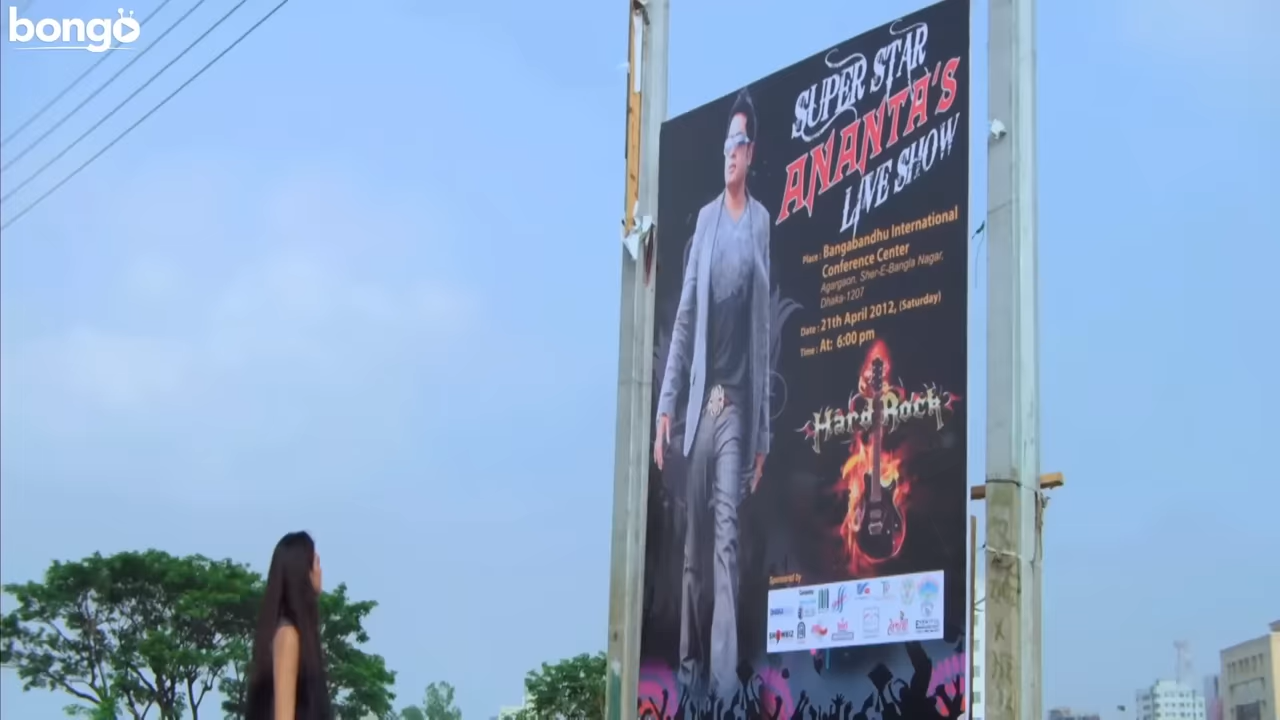 bongo
SUPER STAR
ANANTA'S
LIVE SHOW
Place : Bangabandhu International
Conference Center
Agargaon, Sher-E-Bangla Nagar,
Dhaka-1207
Date : 21th April 2012, (Saturday)
Time : At: 6:00 pm
Hard Rock
Sponsored by
SHOWBIZ